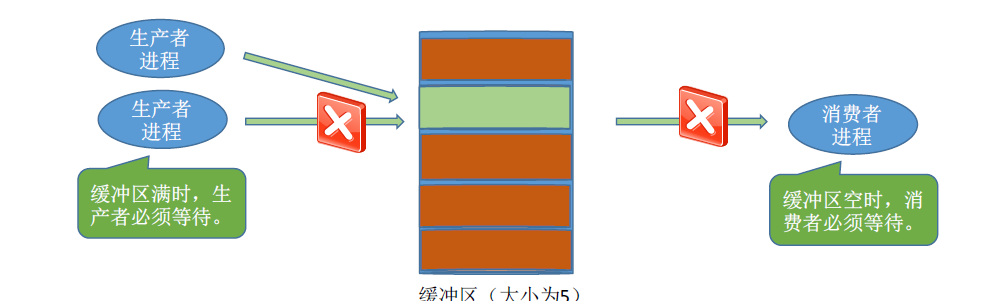 生产者
进程
生产者
进程
缓冲区满时，生
产者必须等待。
消费者
进程
缓冲区空时，消
费者必须等待。
缓冲区（大小为5）